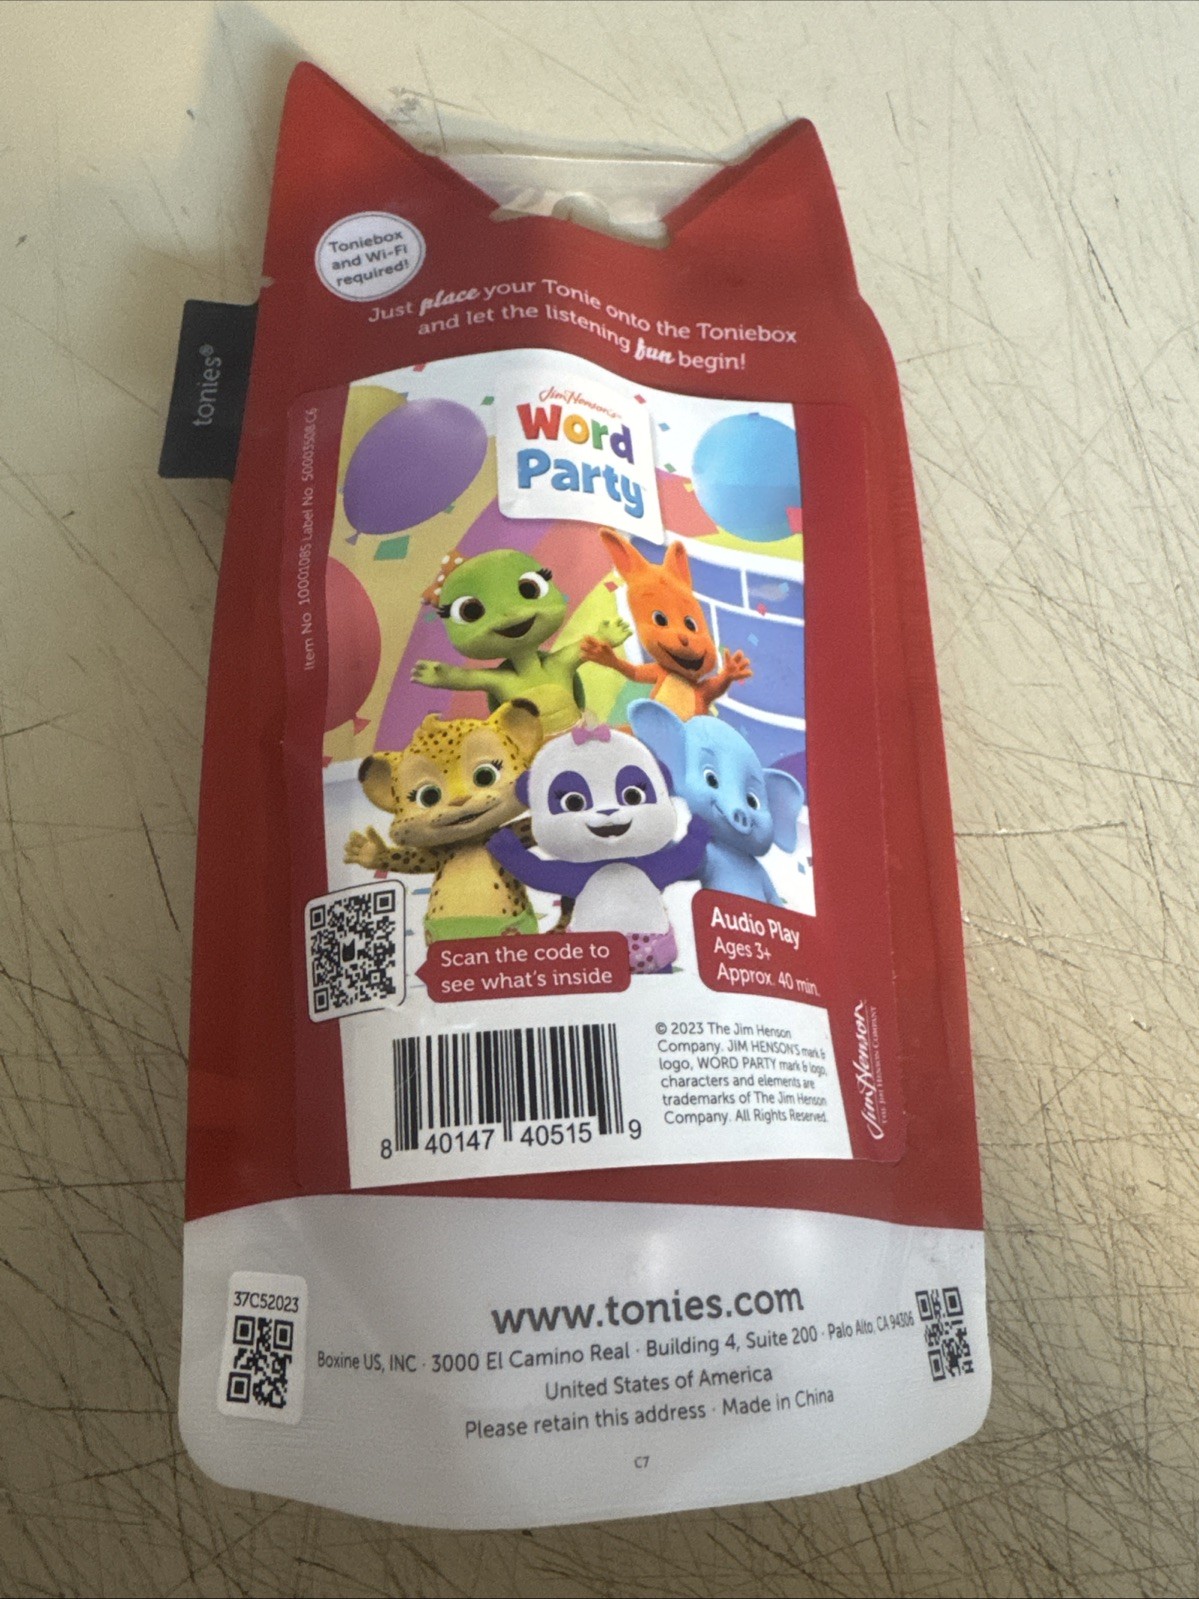 Toniebox
and Wi-Fi
required!
Just place your Tonie onto the Toniebox
and let the listening fun begin!
tonies®
Item No. 10001085 Label No. 50003508 C6
Jim Henson's
Word
Party
Scan the code to
see what's inside
Audio Play
Ages 3+
Approx. 40 min.
8 40147 40515 9
© 2023 The Jim Henson
Company. JIM HENSON'S mark &
logo, WORD PARTY mark & logo,
characters and elements are
trademarks of The Jim Henson
Company. All Rights Reserved.
Jim Henson
THE JIM HENSON COMPANY
37C52023
www.tonies.com
Boxine US, INC · 3000 El Camino Real · Building 4, Suite 200 · Palo Alto, CA 94306
United States of America
Please retain this address · Made in China
C7